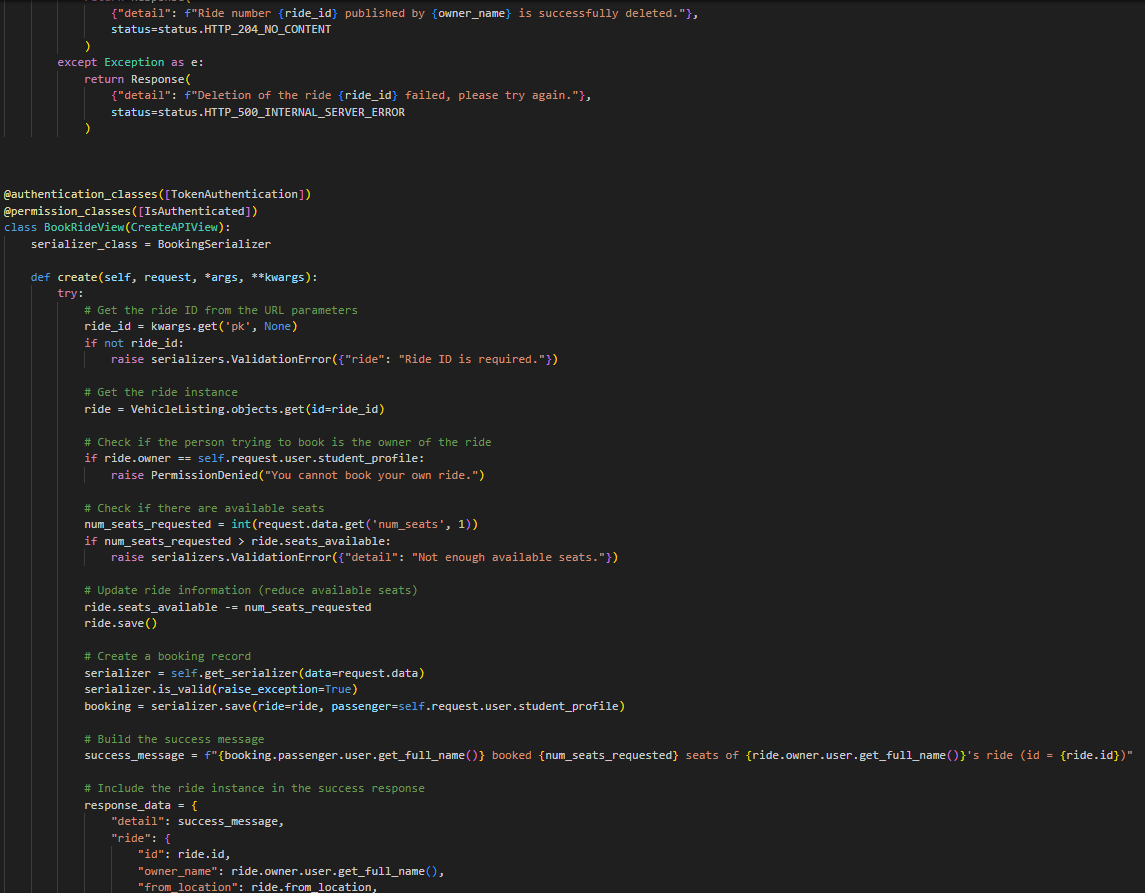 return Response(
{"detail": f"Ride number {ride_id} published by {owner_name} is successfully deleted."},
status=status.HTTP_204_NO_CONTENT
)
except Exception as e:
return Response(
{"detail": f"Deletion of the ride {ride_id} failed, please try again."},
status=status.HTTP_500_INTERNAL_SERVER_ERROR
)
@authentication_classes([TokenAuthentication])
@permission_classes([IsAuthenticated])
class BookRideView(CreateAPIView):
serializer_class = BookingSerializer
def create(self, request, *args, **kwargs):
try:
# Get the ride ID from the URL parameters
ride_id = kwargs.get('pk', None)
if not ride_id:
raise serializers.ValidationError({"ride": "Ride ID is required."})
# Get the ride instance
ride = VehicleListing.objects.get(id=ride_id)
# Check if the person trying to book is the owner of the ride
if ride.owner == self.request.user.student_profile:
raise PermissionDenied("You cannot book your own ride.")
# Check if there are available seats
num_seats_requested = int(request.data.get('num_seats', 1))
if num_seats_requested > ride.seats_available:
raise serializers.ValidationError({"detail": "Not enough available seats."})
# Update ride information (reduce available seats)
ride.seats_available -= num_seats_requested
ride.save()
# Create a booking record
serializer = self.get_serializer(data=request.data)
serializer.is_valid(raise_exception=True)
booking = serializer.save(ride=ride, passenger=self.request.user.student_profile)
# Build the success message
success_message = f"{booking.passenger.user.get_full_name()} booked {num_seats_requested} seats of {ride.owner.user.get_full_name()}'s ride (id = {ride.id})"
# Include the ride instance in the success response
response_data = {
"detail": success_message,
"ride": {
"id": ride.id,
"owner_name": ride.owner.user.get_full_name(),
"from_location": ride.from_location,